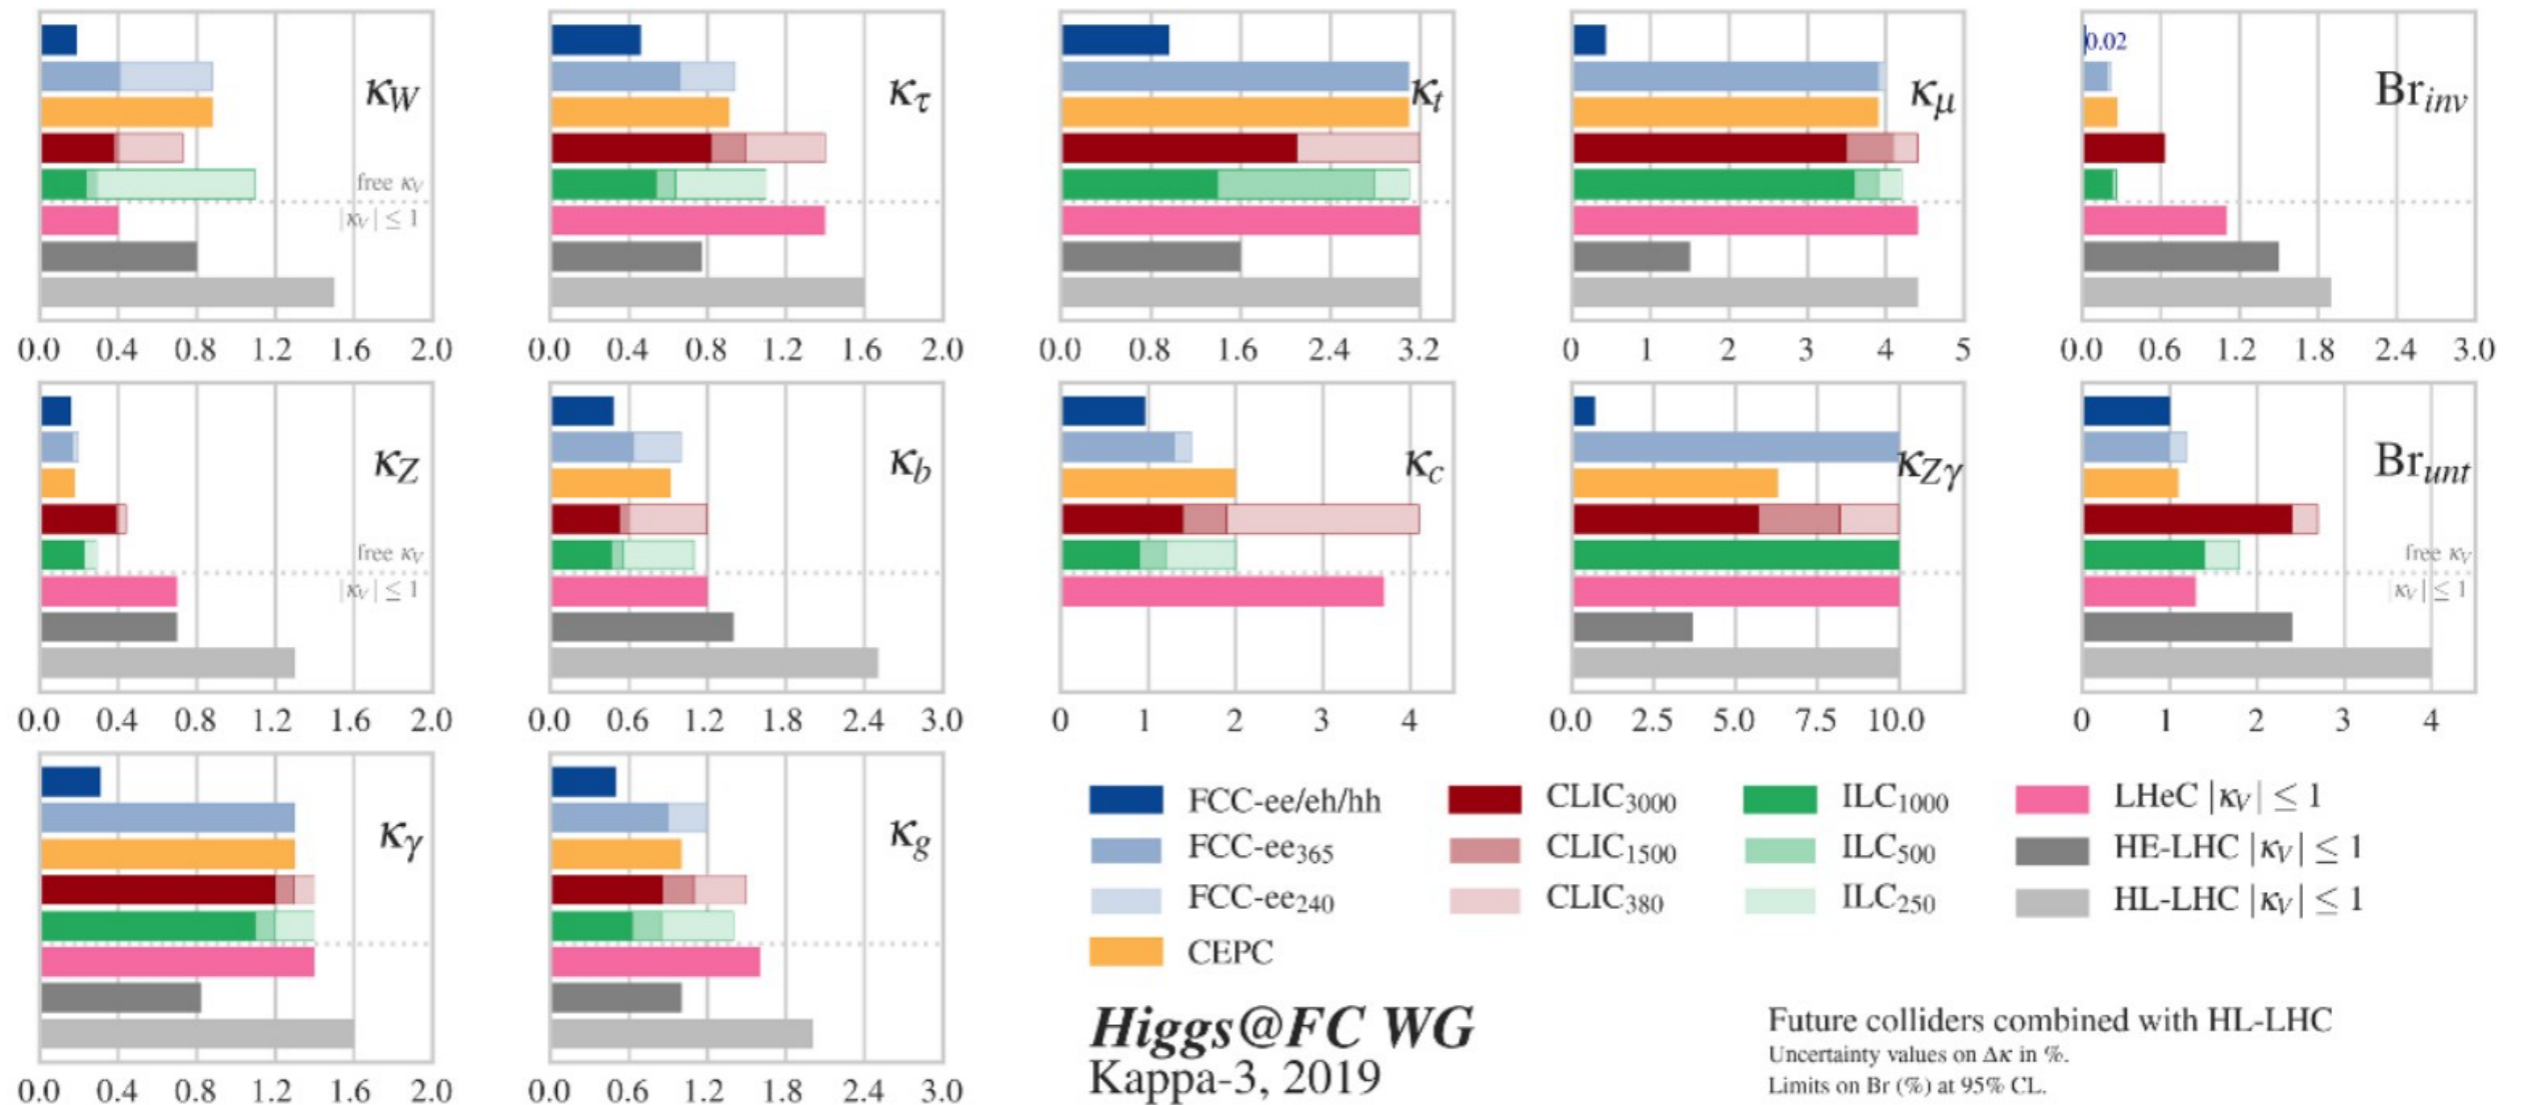 κW
free κV
|κV| ≤ 1
0.0 0.4 0.8 1.2 1.6 2.0
κτ
0.0 0.4 0.8 1.2 1.6 2.0
κt
0.0 0.8 1.6 2.4 3.2
κμ
0 1 2 3 4 5
0.02
Brinv
0.0 0.6 1.2 1.8 2.4 3.0
κZ
free κV
|κV| ≤ 1
0.0 0.4 0.8 1.2 1.6 2.0
κb
0.0 0.6 1.2 1.8 2.4 3.0
κc
0 1 2 3 4
κZγ
0.0 2.5 5.0 7.5 10.0
Brunt
free κV
|κV| ≤ 1
0 1 2 3 4
κγ
0.0 0.4 0.8 1.2 1.6 2.0
κg
0.0 0.6 1.2 1.8 2.4 3.0
FCC-ee/eh/hh
FCC-ee365
FCC-ee240
CEPC
CLIC3000
CLIC1500
CLIC380
ILC1000
ILC500
ILC250
LHeC |κV| ≤ 1
HE-LHC |κV| ≤ 1
HL-LHC |κV| ≤ 1
Higgs@FC WG
Kappa-3, 2019
Future colliders combined with HL-LHC
Uncertainty values on Δκ in %.
Limits on Br (%) at 95% CL.